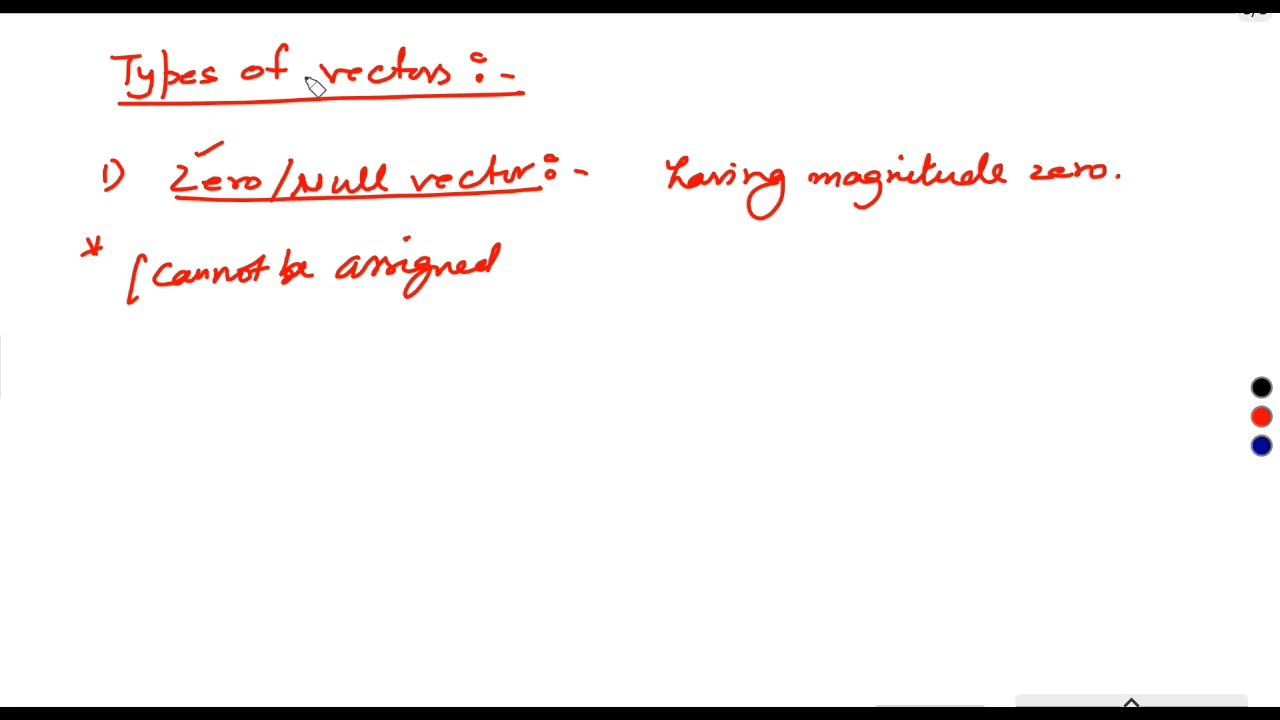 Types of vectors :-
1) Zero/Null vector :- having magnitude zero.
* [cannot be assigned